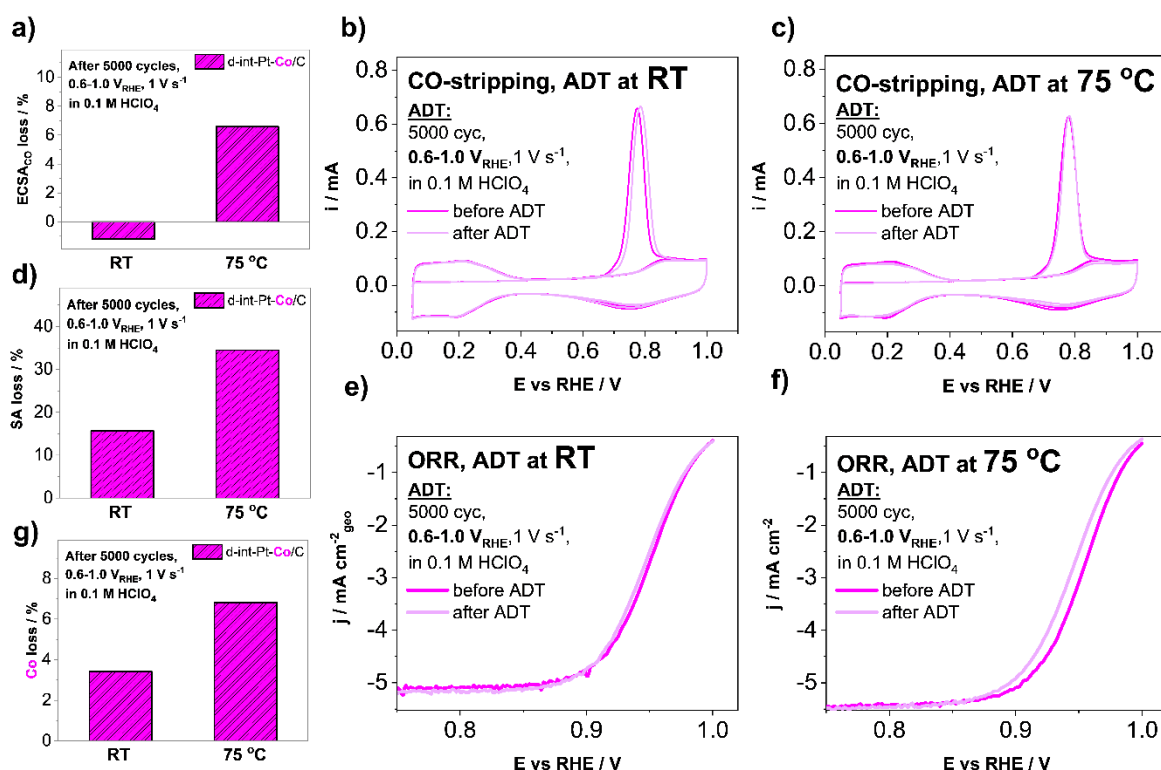 a)
After 5000 cycles,
0.6-1.0 V_RHE, 1 V s⁻¹
in 0.1 M HClO₄
d-int-Pt-Co/C
ECSA_CO loss / %
10
8
6
4
2
0
RT
75 °C
b)
CO-stripping, ADT at RT
ADT:
5000 cyc,
0.6-1.0 V_RHE,1 V s⁻¹,
in 0.1 M HClO₄
before ADT
after ADT
i / mA
0.8
0.6
0.4
0.2
0.0
0.0 0.2 0.4 0.6 0.8 1.0
E vs RHE / V
c)
CO-stripping, ADT at 75 °C
ADT:
5000 cyc,
0.6-1.0 V_RHE,1 V s⁻¹,
in 0.1 M HClO₄
before ADT
after ADT
i / mA
0.8
0.6
0.4
0.2
0.0
0.0 0.2 0.4 0.6 0.8 1.0
E vs RHE / V
d)
After 5000 cycles,
0.6-1.0 V_RHE, 1 V s⁻¹
in 0.1 M HClO₄
d-int-Pt-Co/C
SA loss / %
40
30
20
10
0
RT
75 °C
e)
ORR, ADT at RT
ADT:
5000 cyc,
0.6-1.0 V_RHE,1 V s⁻¹,
in 0.1 M HClO₄
before ADT
after ADT
j / mA cm⁻²_geo
-1
-2
-3
-4
-5
0.8 0.9 1.0
E vs RHE / V
f)
ORR, ADT at 75 °C
ADT:
5000 cyc,
0.6-1.0 V_RHE,1 V s⁻¹,
in 0.1 M HClO₄
before ADT
after ADT
j / mA cm⁻²
-1
-2
-3
-4
-5
0.8 0.9 1.0
E vs RHE / V
g)
After 5000 cycles,
0.6-1.0 V_RHE, 1 V s⁻¹
in 0.1 M HClO₄
d-int-Pt-Co/C
Co loss / %
8
6
4
2
0
RT
75 °C